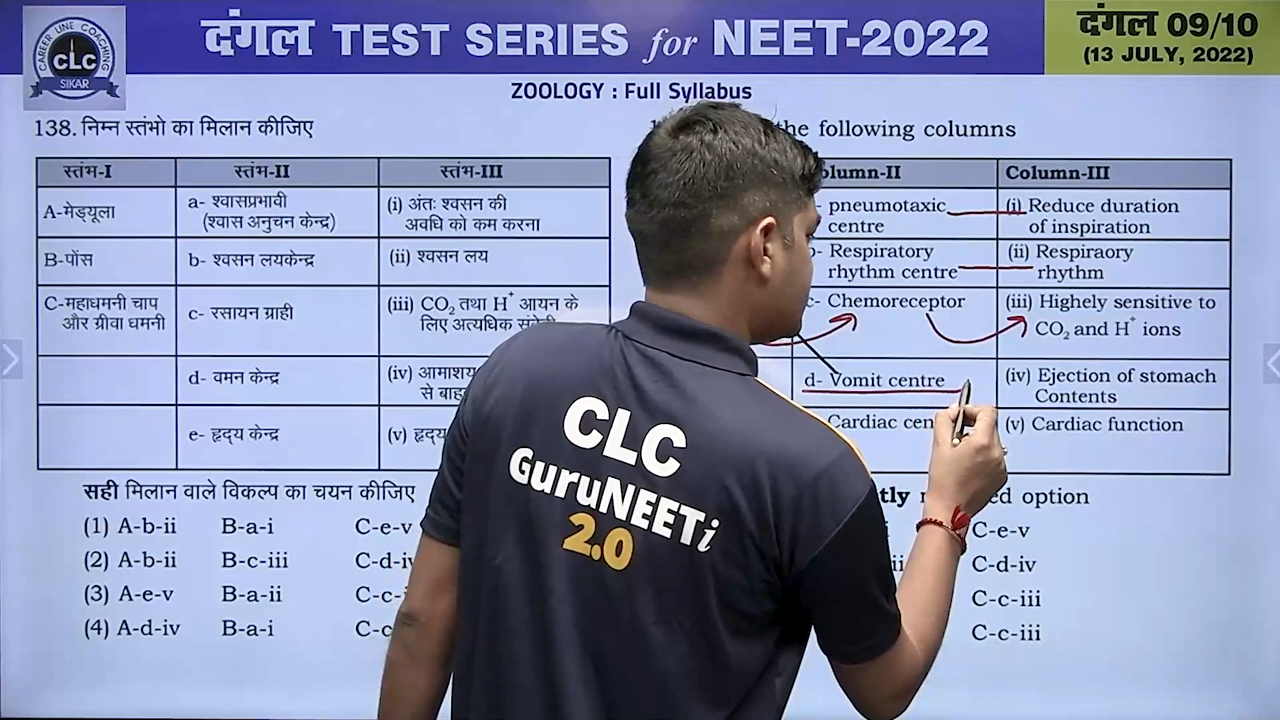 दंगल TEST SERIES for NEET-2022
दंगल 09/10
(13 JULY, 2022)
CAREER LINE COACHING
CLC
SIKAR
ZOOLOGY : Full Syllabus
138. निम्न स्तंभो का मिलान कीजिए
स्तंभ-I स्तंभ-II स्तंभ-III
A-मेड्यूला a- श्वासप्रभावी (i) अंतः श्वसन की
(श्वास अनुचन केन्द्र) अवधि को कम करना
B-पोंस b- श्वसन लयकेन्द्र (ii) श्वसन लय
C-महाधमनी चाप c- रसायन ग्राही (iii) CO₂ तथा H⁺ आयन के
और ग्रीवा धमनी लिए अत्यधिक
d- वमन केन्द्र (iv) आमाशय
से
e- हृदय केन्द्र (v)
सही मिलान वाले विकल्प का चयन कीजिए
(1) A-b-ii B-a-i C-e-v
(2) A-b-ii B-c-iii
(3) A-e-v B-a-ii
(4) A-d-iv B-a-i
the following columns
Column-III
pneumotaxic (i) Reduce duration
centre of inspiration
Respiratory (ii) Respiraory
rhythm centre rhythm
Chemoreceptor (iii) Highely sensitive to
CO₂ and H⁺ ions
d- Vomit centre (iv) Ejection of stomach
Contents
Cardiac (v) Cardiac function
option
C-e-v
C-d-iv
C-c-iii
C-c-iii
CLC
GuruNEETi
2.0